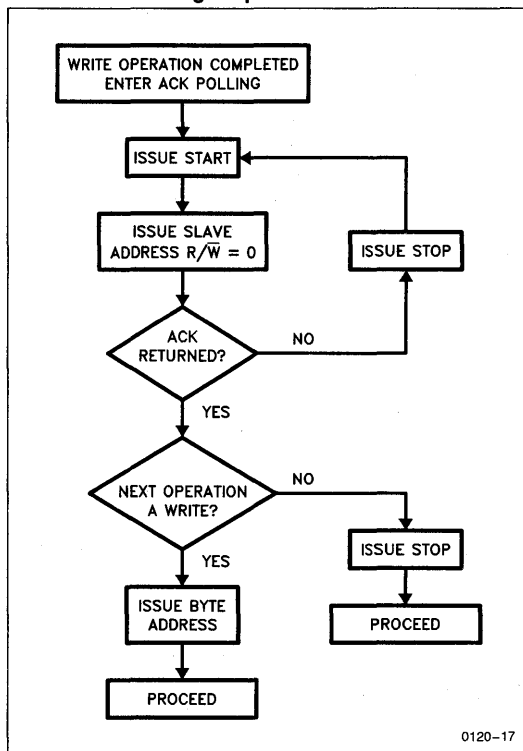 WRITE OPERATION COMPLETED
ENTER ACK POLLING
ISSUE START
ISSUE SLAVE
ADDRESS R/W̅ = 0
ISSUE STOP
ACK
RETURNED?
NO
YES
NEXT OPERATION
A WRITE?
NO
YES
ISSUE STOP
ISSUE BYTE
ADDRESS
PROCEED
PROCEED
0120–17